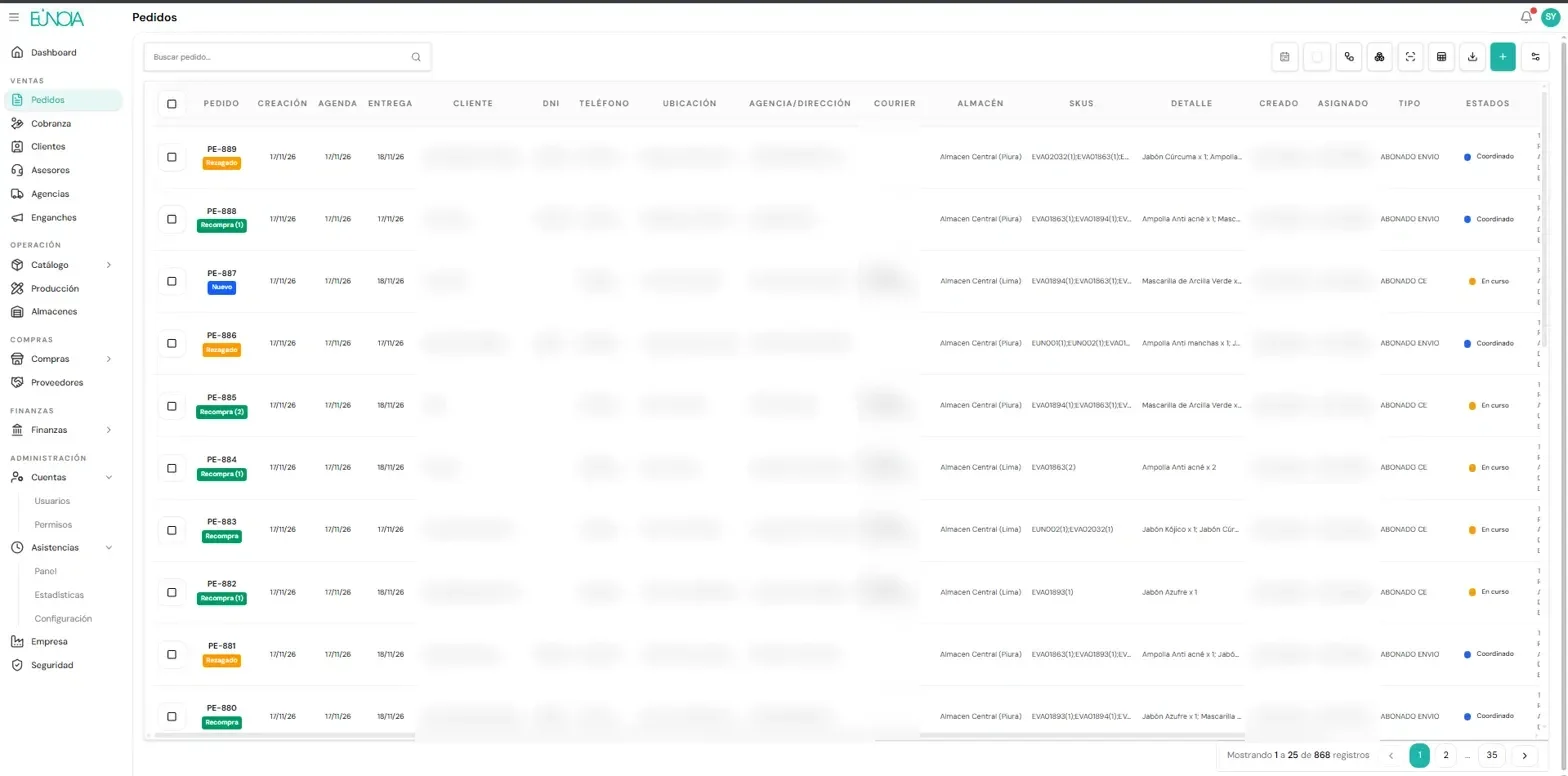 EÜNOIA
Pedidos
SY
Dashboard
VENTAS
Pedidos
Cobranza
Clientes
Asesores
Agencias
Enganches
OPERACIÓN
Catálogo
Producción
Almacenes
COMPRAS
Compras
Proveedores
FINANZAS
Finanzas
ADMINISTRACIÓN
Cuentas
Usuarios
Permisos
Asistencias
Panel
Estadísticas
Configuración
Empresa
Seguridad
Buscar pedido...
PEDIDO CREACIÓN AGENDA ENTREGA CLIENTE DNI TELÉFONO UBICACIÓN AGENCIA/DIRECCIÓN COURIER ALMACÉN SKUS DETALLE CREADO ASIGNADO TIPO ESTADOS
PE-889
Rezagado
17/11/26 17/11/26 18/11/26 Almacen Central (Piura) EVA02032(1);EVA01863(1);E... Jabón Cúrcuma x 1; Ampolla... ABONADO ENVIO Coordinado
PE-888
Recompra (1)
17/11/26 17/11/26 17/11/26 Almacen Central (Piura) EVA01863(1);EVA01894(1);EV... Ampolla Anti acné x 1; Masc... ABONADO ENVIO Coordinado
PE-887
Nuevo
17/11/26 17/11/26 18/11/26 Almacen Central (Lima) EVA01894(1);EVA01863(1);EV... Mascarilla de Arcilla Verde x... ABONADO CE En curso
PE-886
Rezagado
17/11/26 17/11/26 18/11/26 Almacen Central (Piura) EUN001(1);EUN002(1);EVA01... Ampolla Anti manchas x 1; J... ABONADO ENVIO Coordinado
PE-885
Recompra (2)
17/11/26 17/11/26 18/11/26 Almacen Central (Piura) EVA01894(1);EVA01863(1);EV... Mascarilla de Arcilla Verde x... ABONADO CE En curso
PE-884
Recompra (1)
17/11/26 17/11/26 18/11/26 Almacen Central (Lima) EVA01863(2) Ampolla Anti acné x 2 ABONADO CE En curso
PE-883
Recompra
17/11/26 17/11/26 17/11/26 Almacen Central (Lima) EUN002(1);EVA02032(1) Jabón Kójico x 1; Jabón Cúr... ABONADO CE En curso
PE-882
Recompra (1)
17/11/26 17/11/26 18/11/26 Almacen Central (Lima) EVA01893(1) Jabón Azufre x 1 ABONADO CE En curso
PE-881
Rezagado
17/11/26 17/11/26 18/11/26 Almacen Central (Piura) EVA01863(1);EVA01893(1);EV... Ampolla Anti acné x 1; Jabó... ABONADO ENVIO Coordinado
PE-880
Recompra
17/11/26 17/11/26 18/11/26 Almacen Central (Piura) EVA01893(1);EVA01894(1);EV... Jabón Azufre x 1; Mascarilla ... ABONADO ENVIO Coordinado
Mostrando 1 a 25 de 868 registros
1 2 ... 35